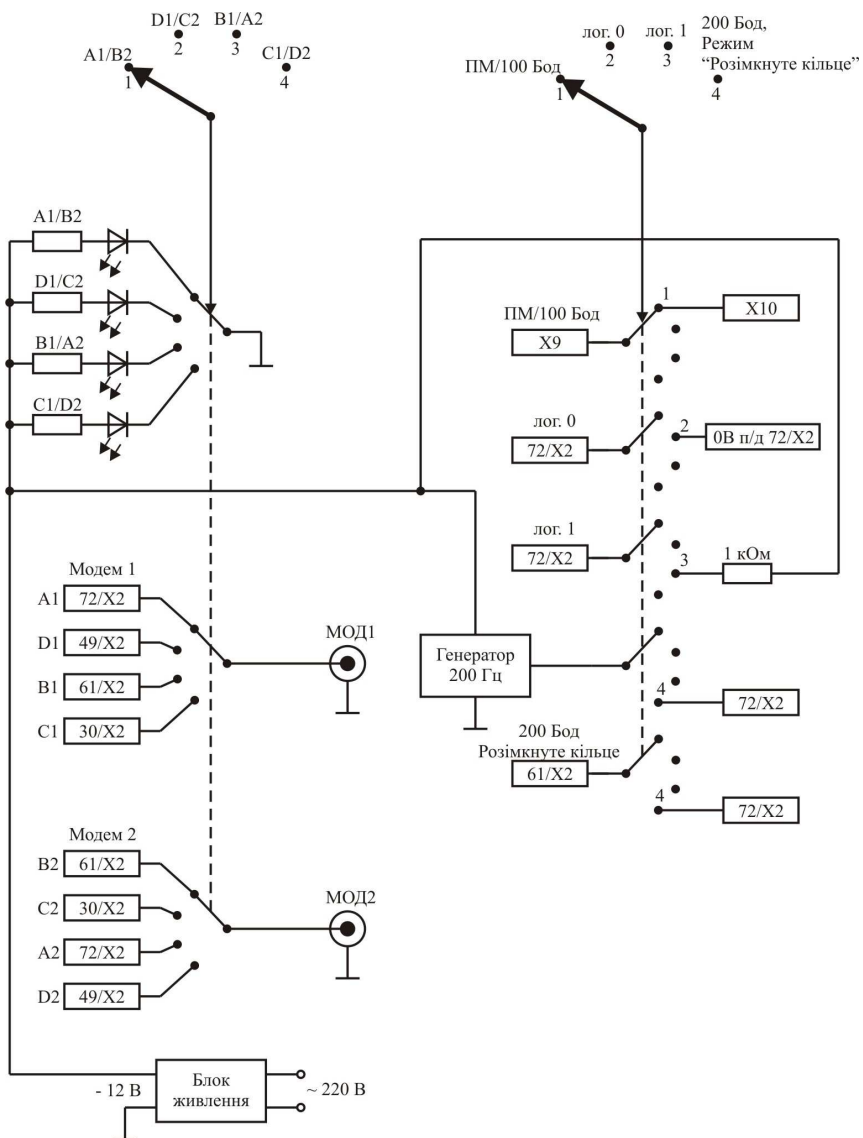 D1/C2 B1/A2
2 3
A1/B2 C1/D2
1 4
лог. 0 лог. 1 200 Бод,
Режим
“Розімкнуте кільце”
2 3
ПМ/100 Бод
1 4
A1/B2
D1/C2
B1/A2
C1/D2
ПМ/100 Бод
X9
1
X10
лог. 0
72/X2
2
0В п/д 72/X2
лог. 1
72/X2
3
1 кОм
Генератор
200 Гц
4
72/X2
200 Бод
Розімкнуте кільце
61/X2
4
72/X2
Модем 1
A1 72/X2
D1 49/X2
B1 61/X2
C1 30/X2
МОД1
Модем 2
B2 61/X2
C2 30/X2
A2 72/X2
D2 49/X2
МОД2
- 12 В
Блок
живлення
~ 220 В